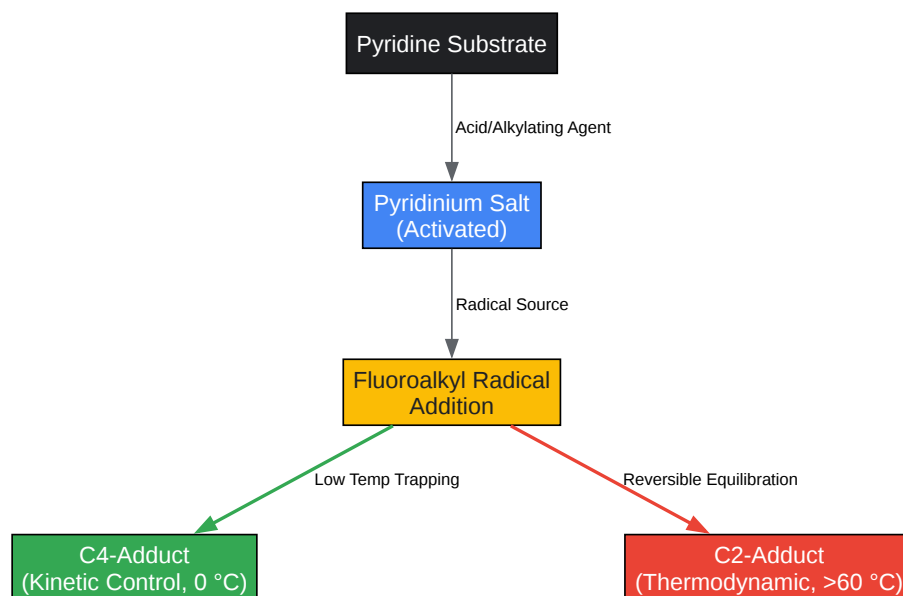 Pyridine Substrate
Acid/Alkylating Agent
Pyridinium Salt
(Activated)
Radical Source
Fluoroalkyl Radical
Addition
Low Temp Trapping
Reversible Equilibration
C4-Adduct
(Kinetic Control, 0 °C)
C2-Adduct
(Thermodynamic, >60 °C)